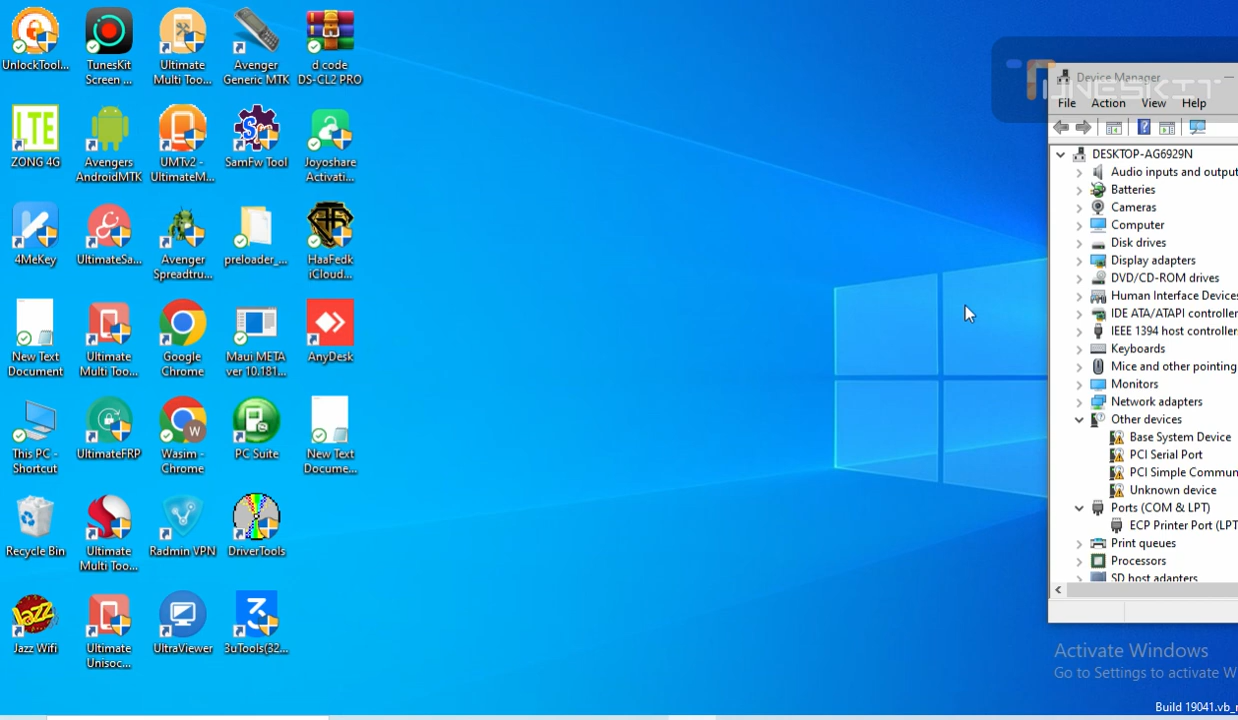 UnlockTool...
TunesKit
Screen ...
Ultimate
Multi Too...
Avenger
Generic MTK
d code
DS-CL2 PRO
LTE
ZONG 4G
Avengers
AndroidMTK
UMTv2 -
UltimateM...
SamFw Tool
Joyoshare
Activati...
4MeKey
UltimateSa...
Avenger
Spreadtru...
preloader_...
HaaFedk
iCloud...
New Text
Document
Ultimate
Multi Too...
Google
Chrome
Maui META
ver 10.181...
AnyDesk
This PC -
Shortcut
UltimateFRP
W
Wasim -
Chrome
PC Suite
New Text
Docume...
Recycle Bin
Ultimate
Multi Too...
Radmin VPN
DriverTools
Jazz
Jazz Wifi
Ultimate
Unisoc...
UltraViewer
3uTools(32...
TUNESKIT
Device Manager
File Action View Help
DESKTOP-AG6929N
Audio inputs and output
Batteries
Cameras
Computer
Disk drives
Display adapters
DVD/CD-ROM drives
Human Interface Devices
IDE ATA/ATAPI controller
IEEE 1394 host controller
Keyboards
Mice and other pointing
Monitors
Network adapters
Other devices
Base System Device
PCI Serial Port
PCI Simple Commun
Unknown device
Ports (COM & LPT)
ECP Printer Port (LPT
Print queues
Processors
SD host adapters
Activate Windows
Go to Settings to activate W
Build 19041.vb_r